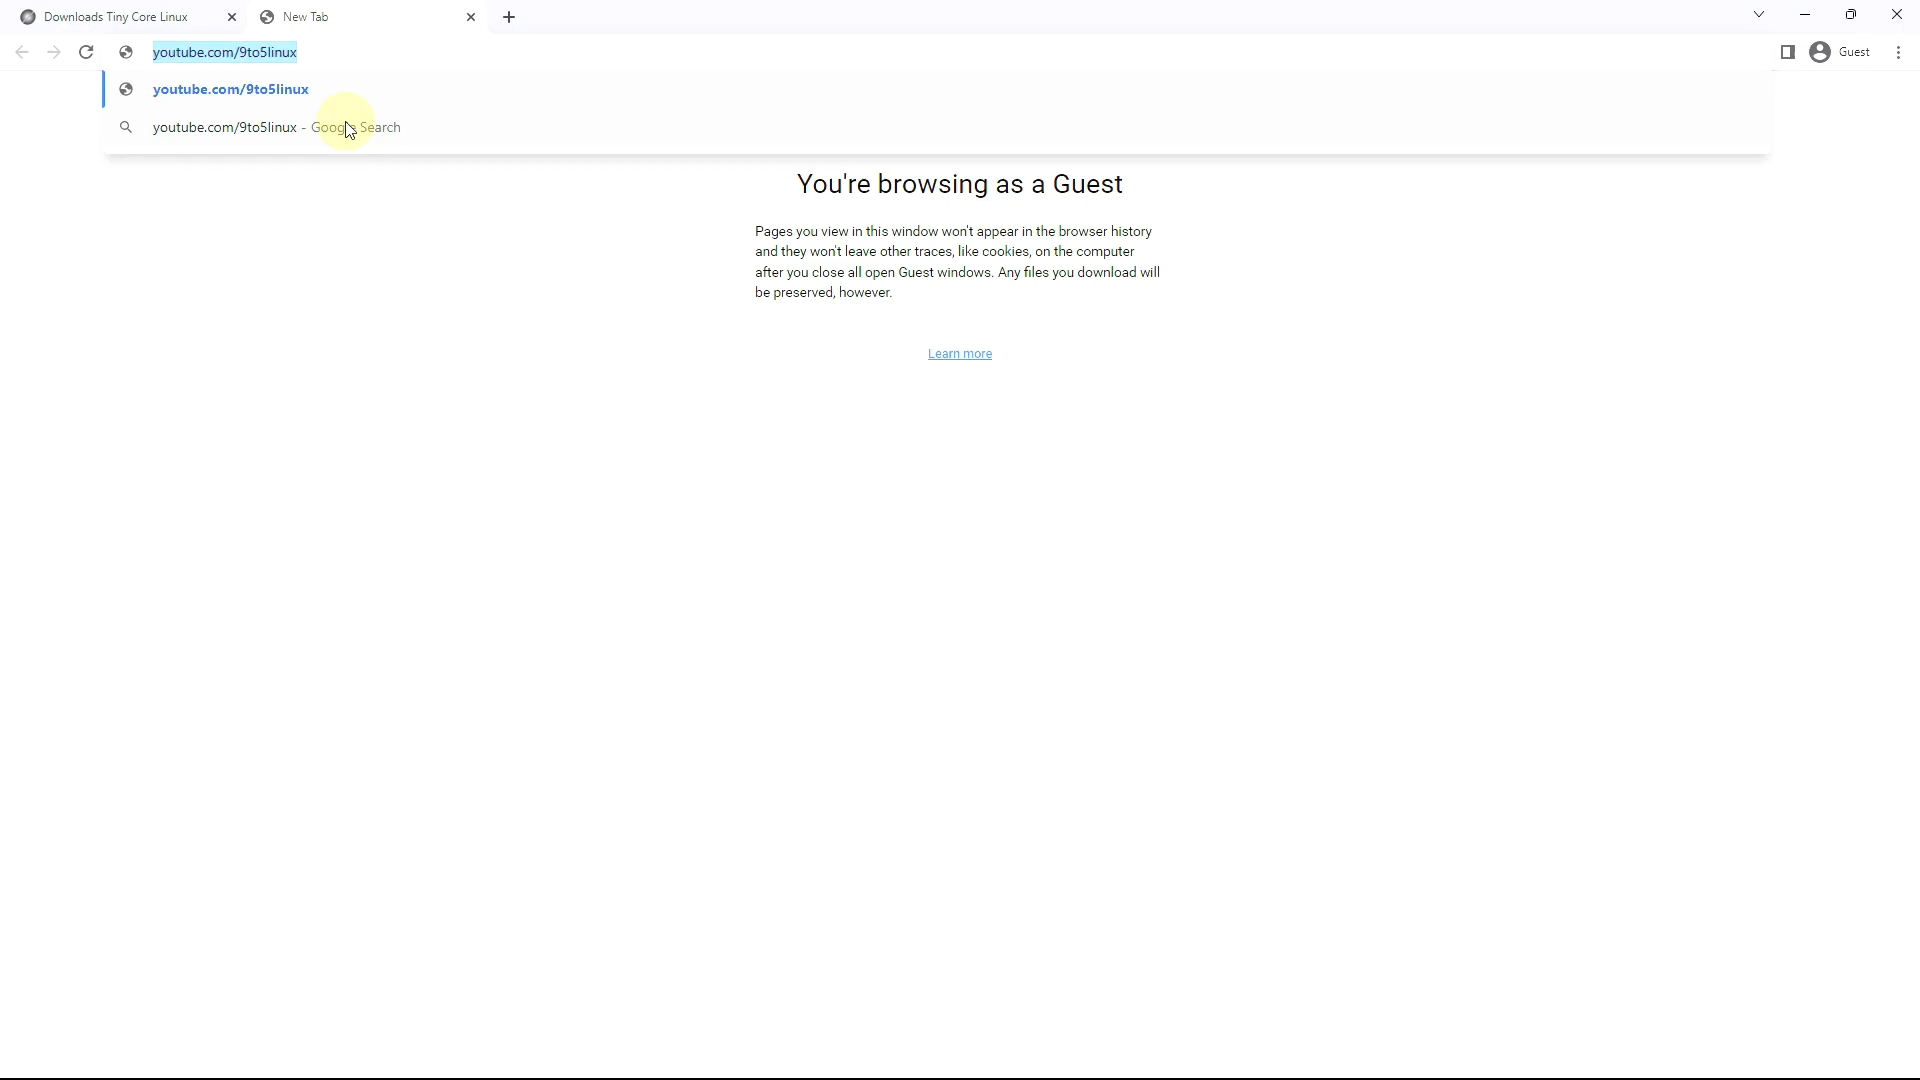 Downloads Tiny Core Linux
New Tab
youtube.com/9to5linux
Guest
youtube.com/9to5linux
youtube.com/9to5linux - Google Search
You're browsing as a Guest
Pages you view in this window won't appear in the browser history
and they won't leave other traces, like cookies, on the computer
after you close all open Guest windows. Any files you download will
be preserved, however.
Learn more